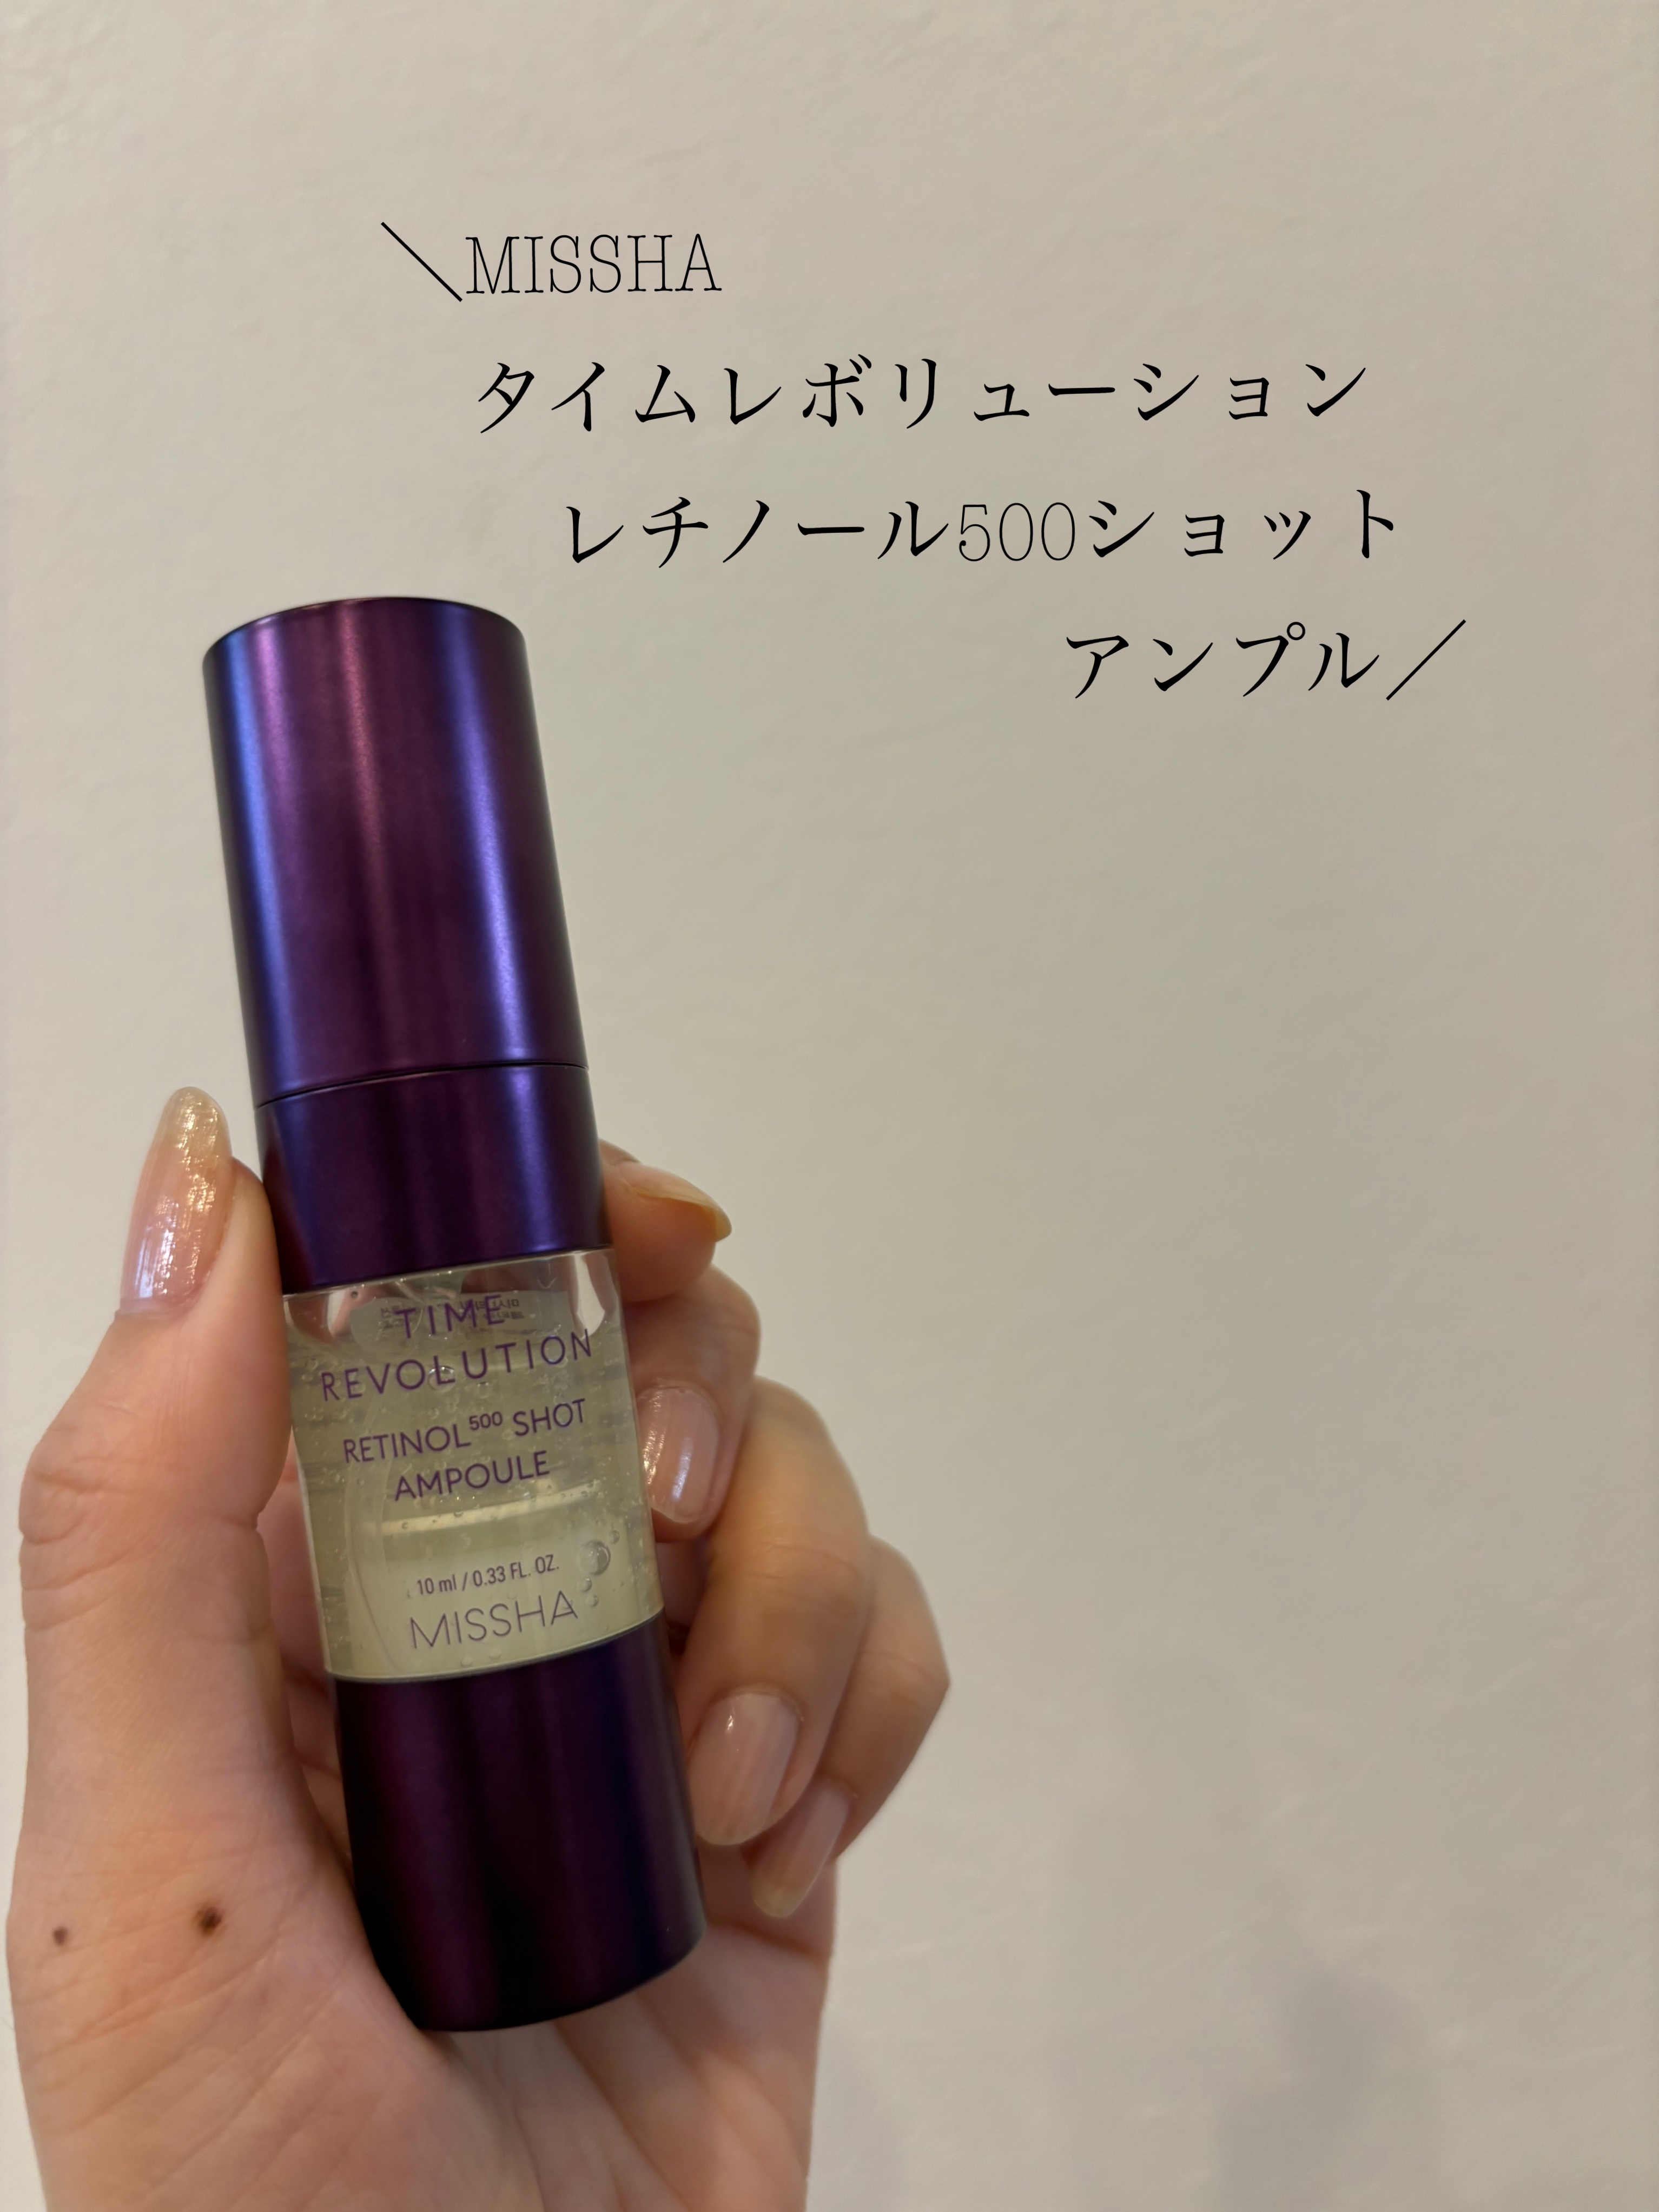 ＼MISSHA
タイムレボリューション
レチノール500ショット
アンプル／
TIME
REVOLUTION
RETINOL500 SHOT
AMPOULE
10 ml / 0.33 FL. OZ.
MISSHA